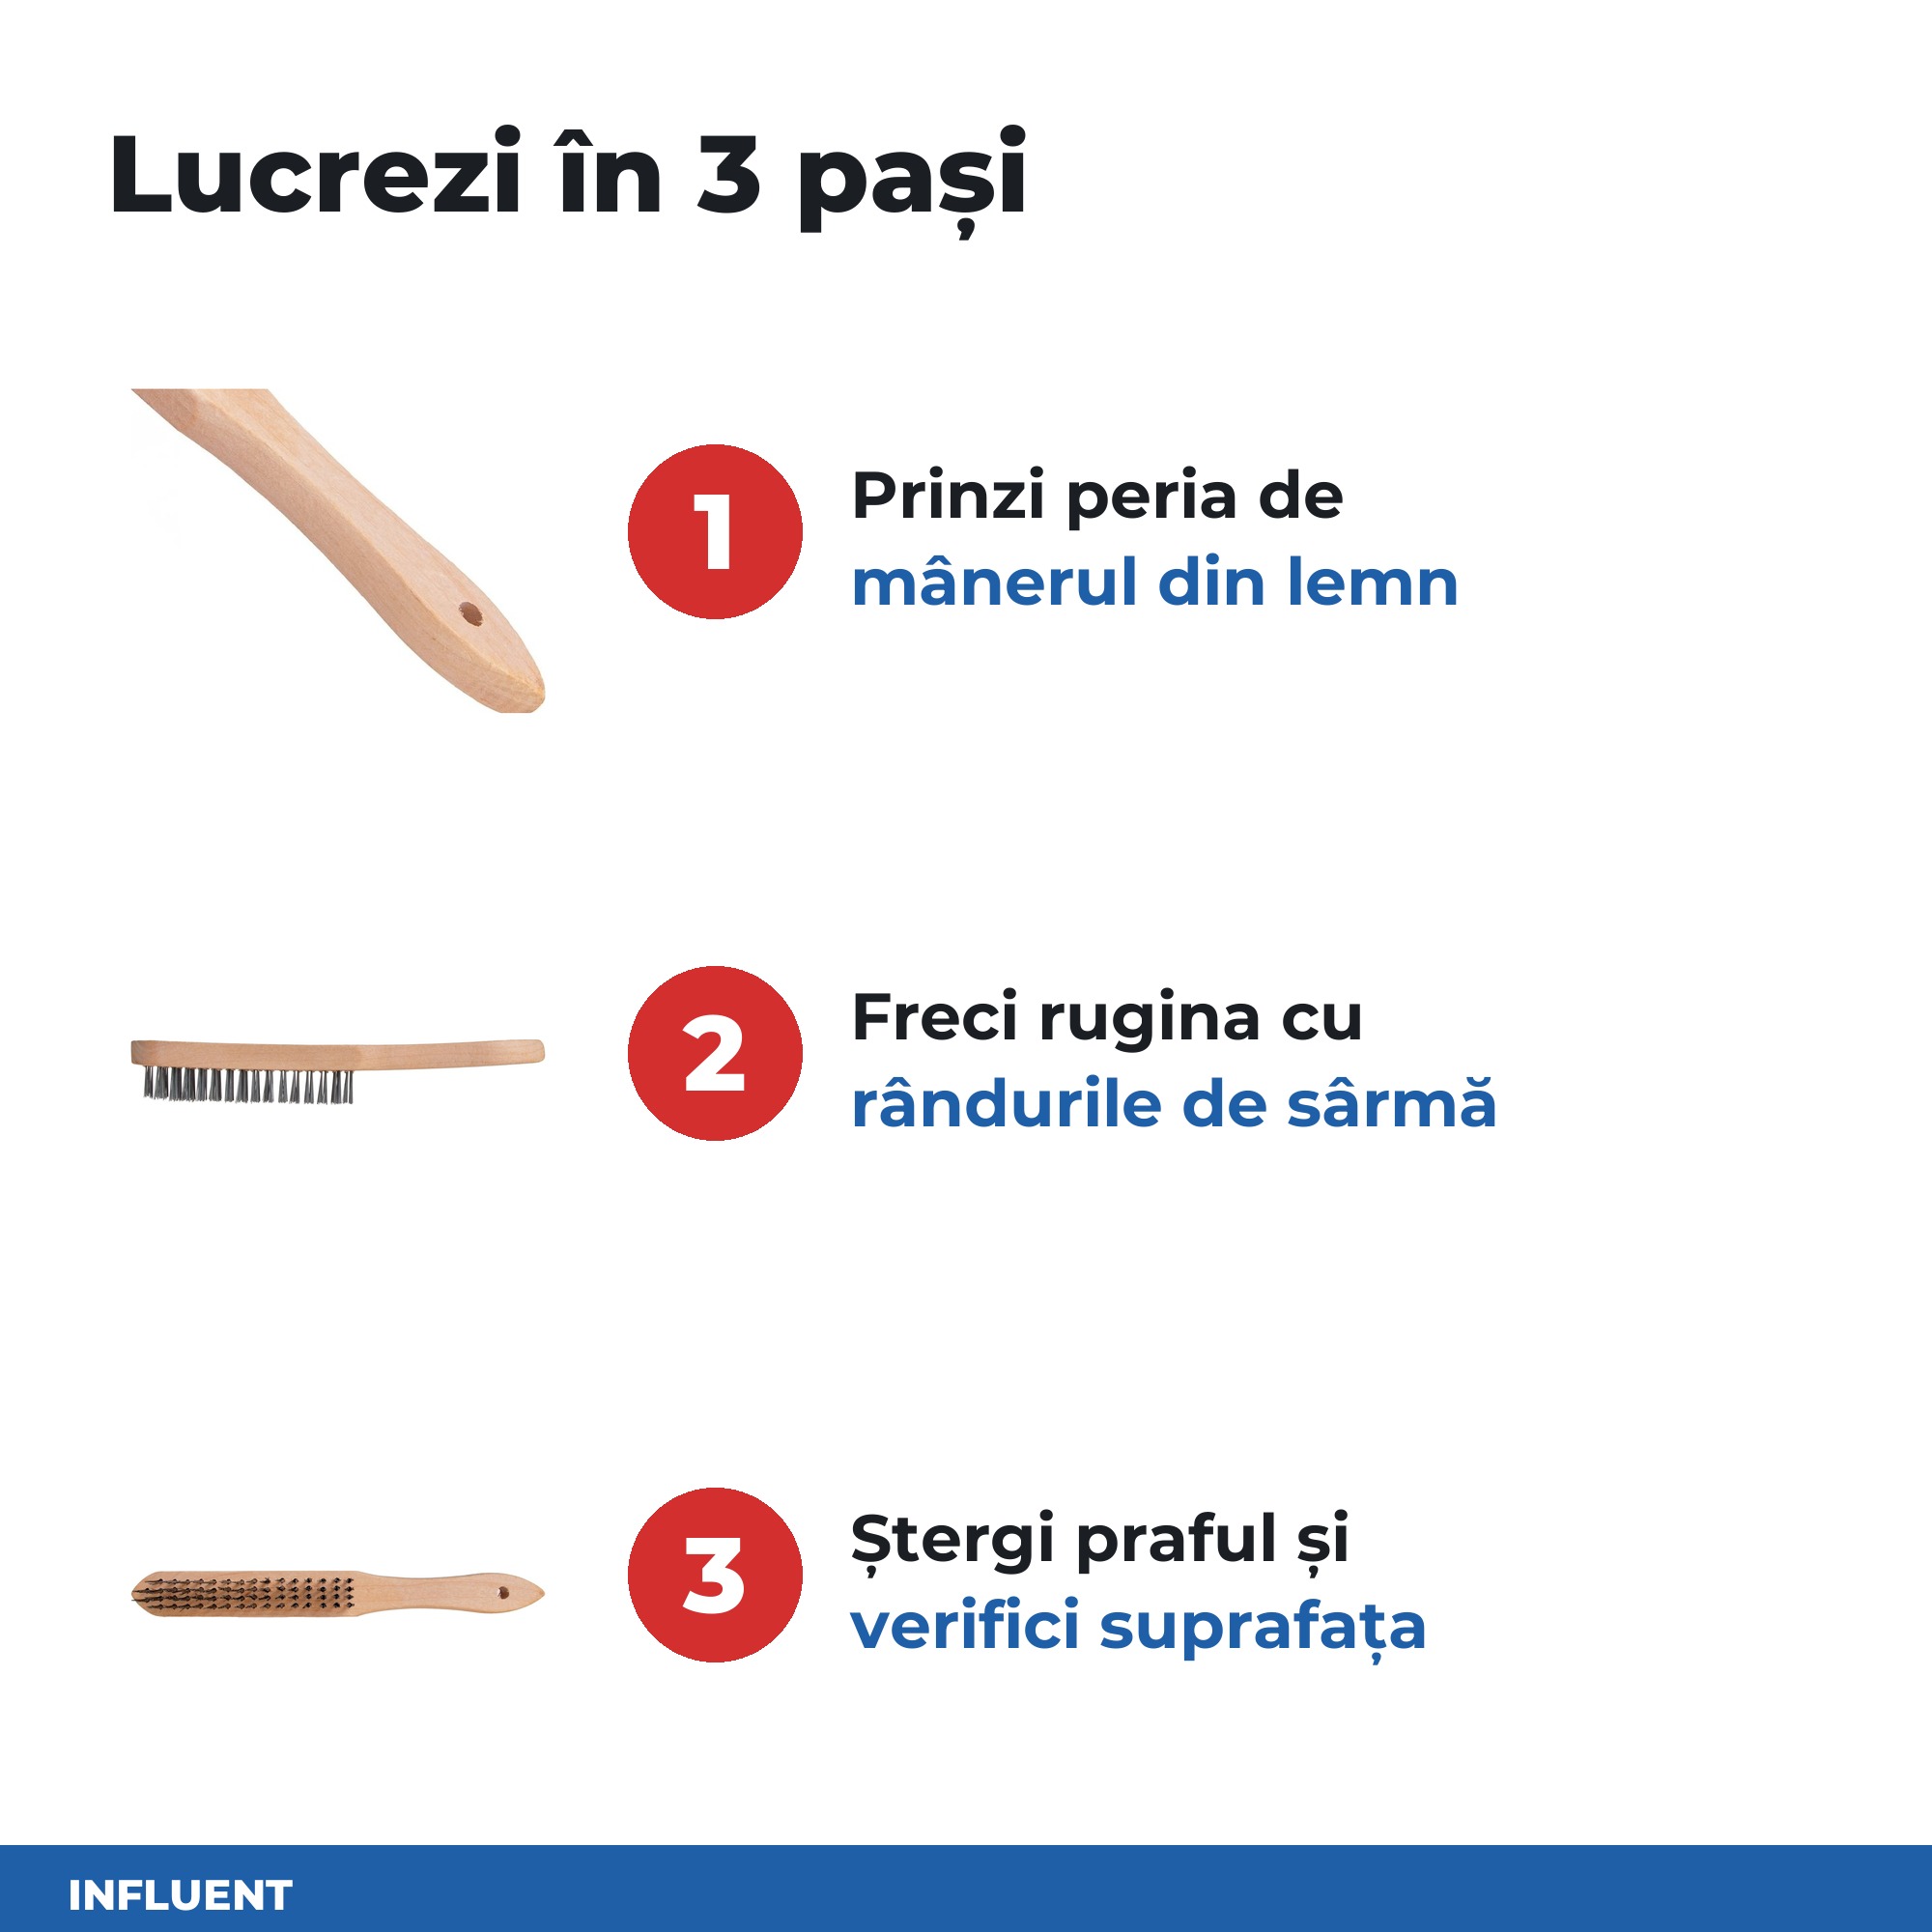 Lucrezi în 3 pași
1
Prinzi peria de
mânerul din lemn
2
Freci rugina cu
rândurile de sârmă
3
Ștergi praful și
verifici suprafața
INFLUENT